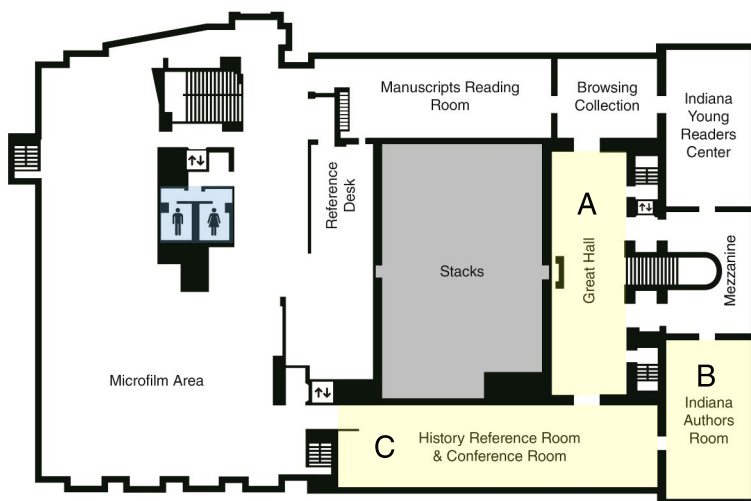 Manuscripts Reading
Room
Browsing
Collection
Indiana
Young
Readers
Center
Reference
Desk
A
Great Hall
Stacks
Mezzanine
Microfilm Area
B
Indiana
Authors
Room
C
History Reference Room
& Conference Room